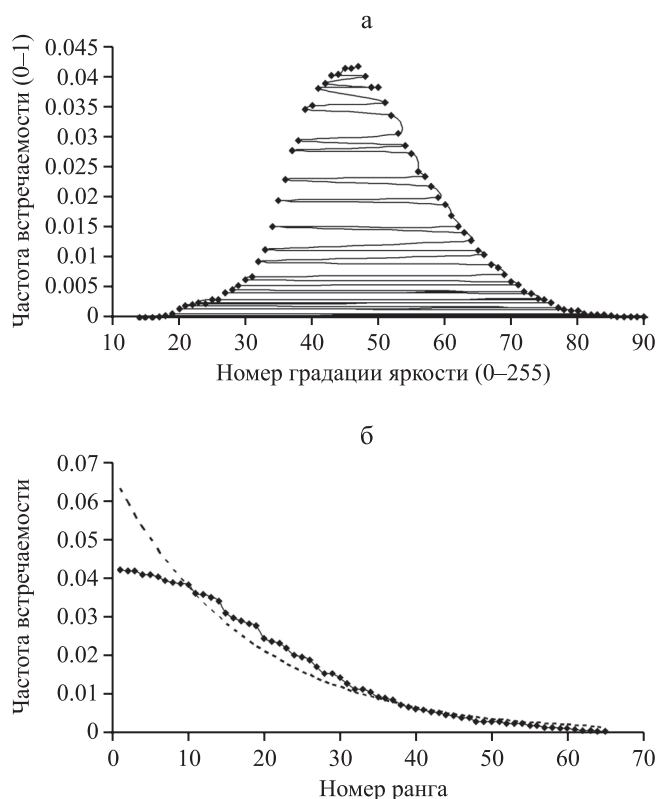 а
Частота встречаемости (0–1)
0.045
0.04
0.035
0.03
0.025
0.02
0.015
0.01
0.005
0
10 20 30 40 50 60 70 80 90
Номер градации яркости (0–255)
б
Частота встречаемости
0.07
0.06
0.05
0.04
0.03
0.02
0.01
0
0 10 20 30 40 50 60 70
Номер ранга